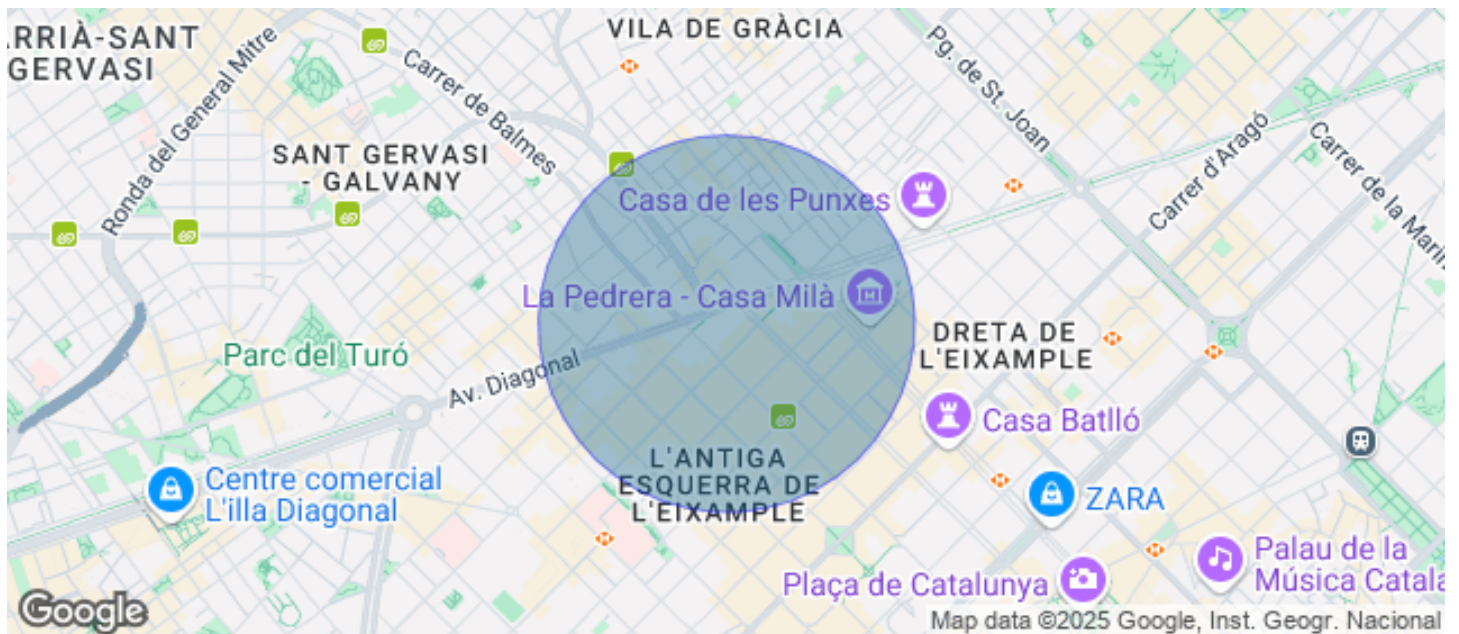 RRIÀ-SANT
GERVASI
Ronda del General Mitre
Carrer de Balmes
VILA DE GRÀCIA
Pg. de St. Joan
Carrer d'Aragó
Carrer de la Marin
SANT GERVASI
- GALVANY
Casa de les Punxes
La Pedrera - Casa Milà
Parc del Turó
Av. Diagonal
DRETA DE
L'EIXAMPLE
Casa Batlló
L'ANTIGA
ESQUERRA DE
L'EIXAMPLE
Centre comercial
L'illa Diagonal
ZARA
Plaça de Catalunya
Palau de la
Música Catala
Google
Map data ©2025 Google, Inst. Geogr. Nacional